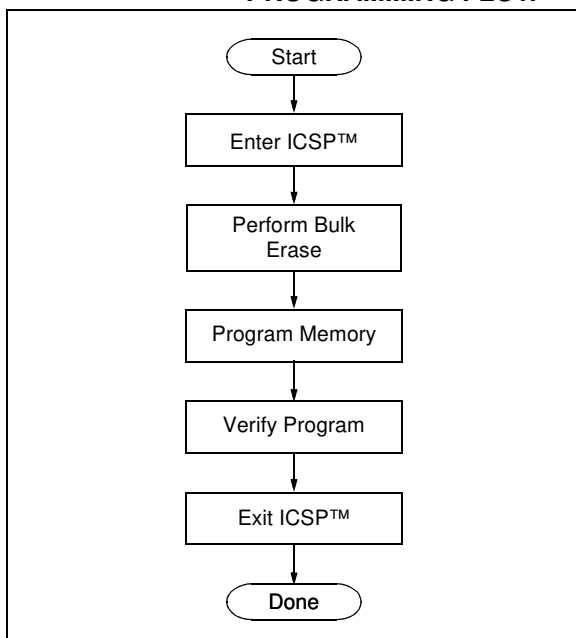 Start
Enter ICSP™
Perform Bulk
Erase
Program Memory
Verify Program
Exit ICSP™
Done